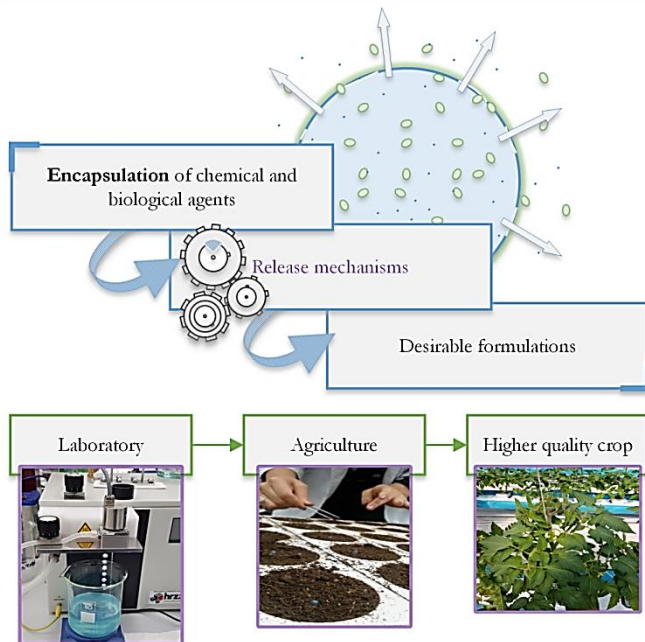 Encapsulation of chemical and
biological agents
Release mechanisms
Desirable formulations
Laboratory
Agriculture
Higher quality crop